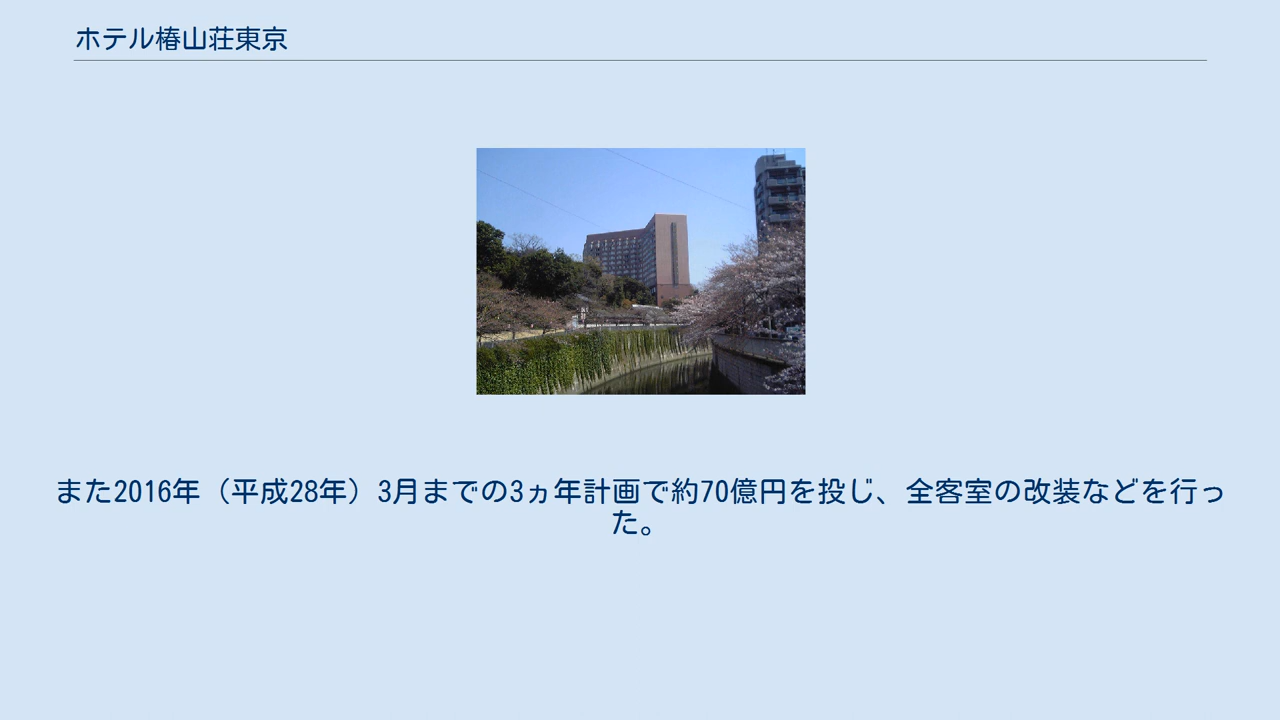 ホテル椿山荘東京
また2016年（平成28年）3月までの3ヵ年計画で約70億円を投じ、全客室の改装などを行っ
た。